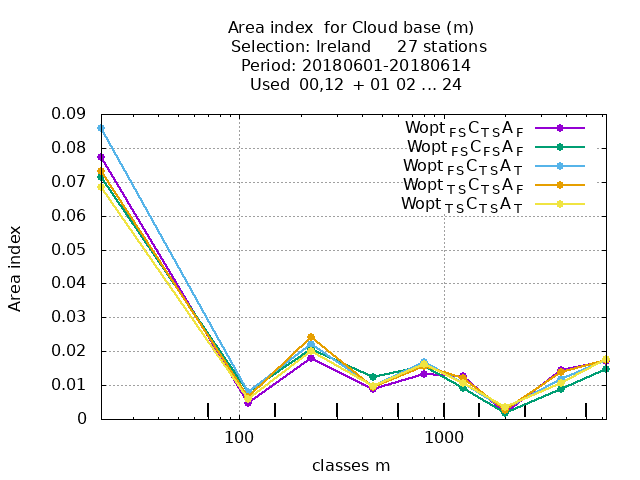 Area index  for Cloud base (m)
Selection: Ireland     27 stations
Period: 20180601-20180614
Used  00,12  + 01 02 ... 24
0.09
0.08
0.07
0.06
0.05
0.04
0.03
0.02
0.01
0
Area index
Wopt FS C TS A F
Wopt FS C FS A F
Wopt FS C TS A T
Wopt TS C TS A F
Wopt TS C TS A T
100 1000
classes m